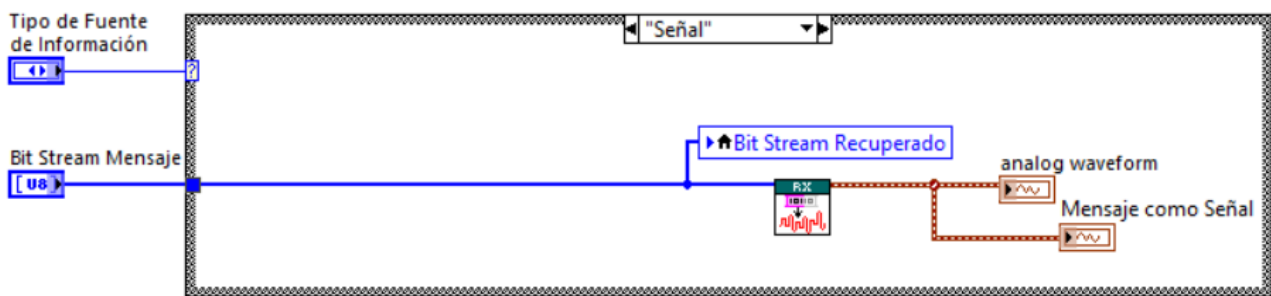 Tipo de Fuente
de Información
"Señal"
?
Bit Stream Mensaje
[U8]
Bit Stream Recuperado
RX
analog waveform
Mensaje como Señal